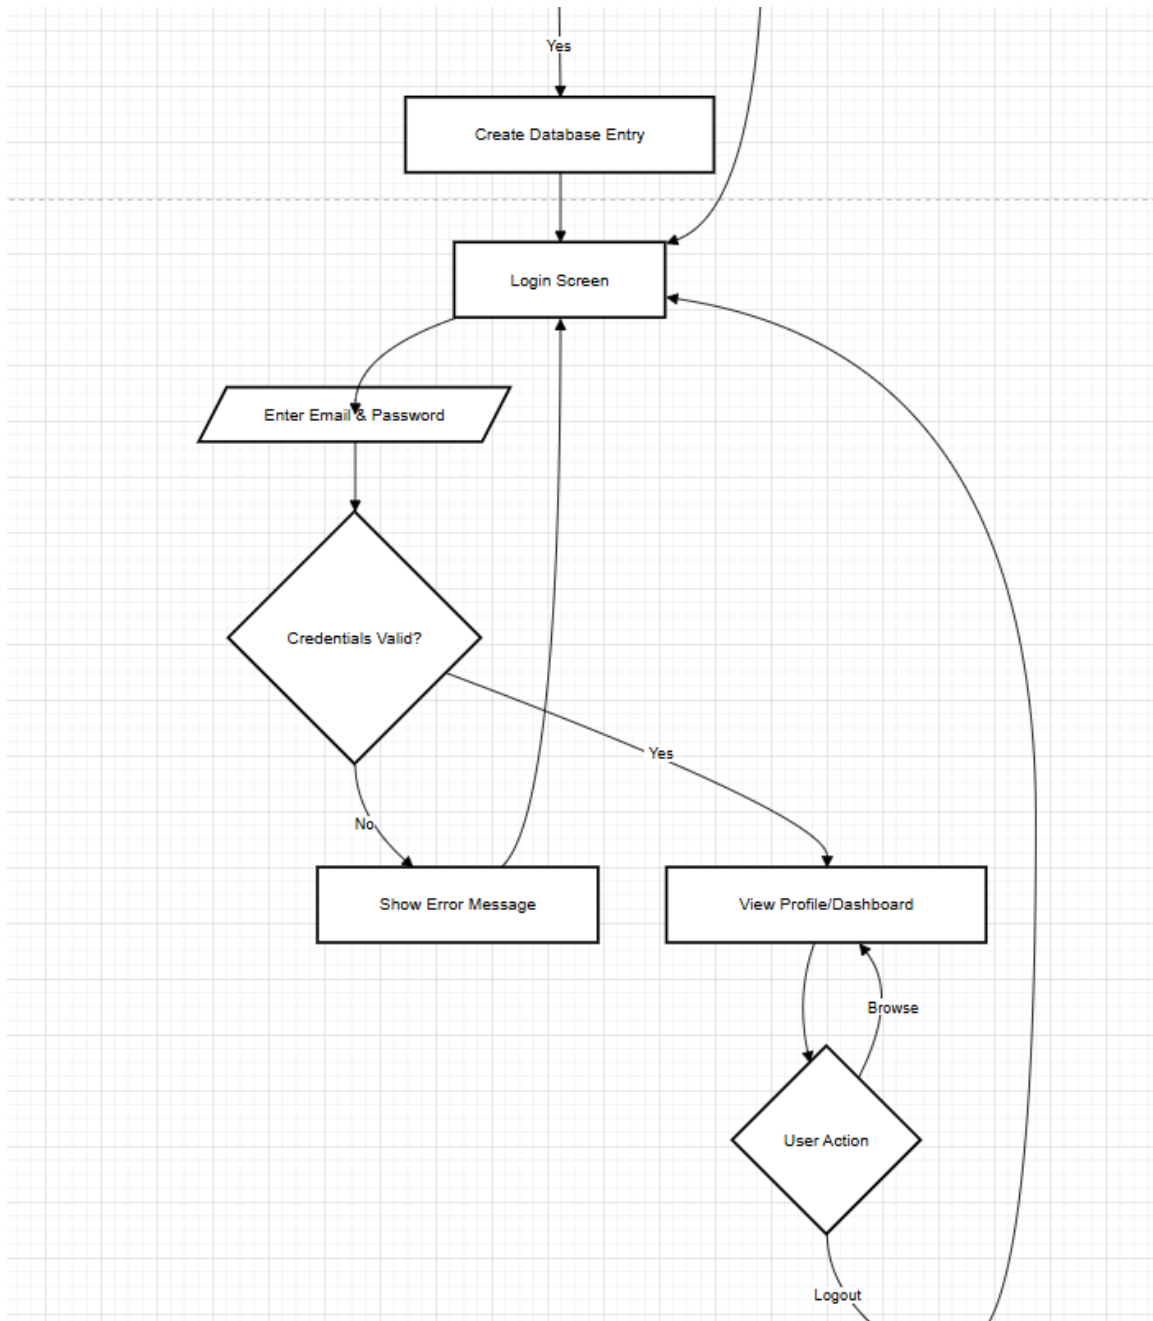 Yes
Create Database Entry
Login Screen
Enter Email & Password
Credentials Valid?
Yes
No
Show Error Message
View Profile/Dashboard
Browse
User Action
Logout